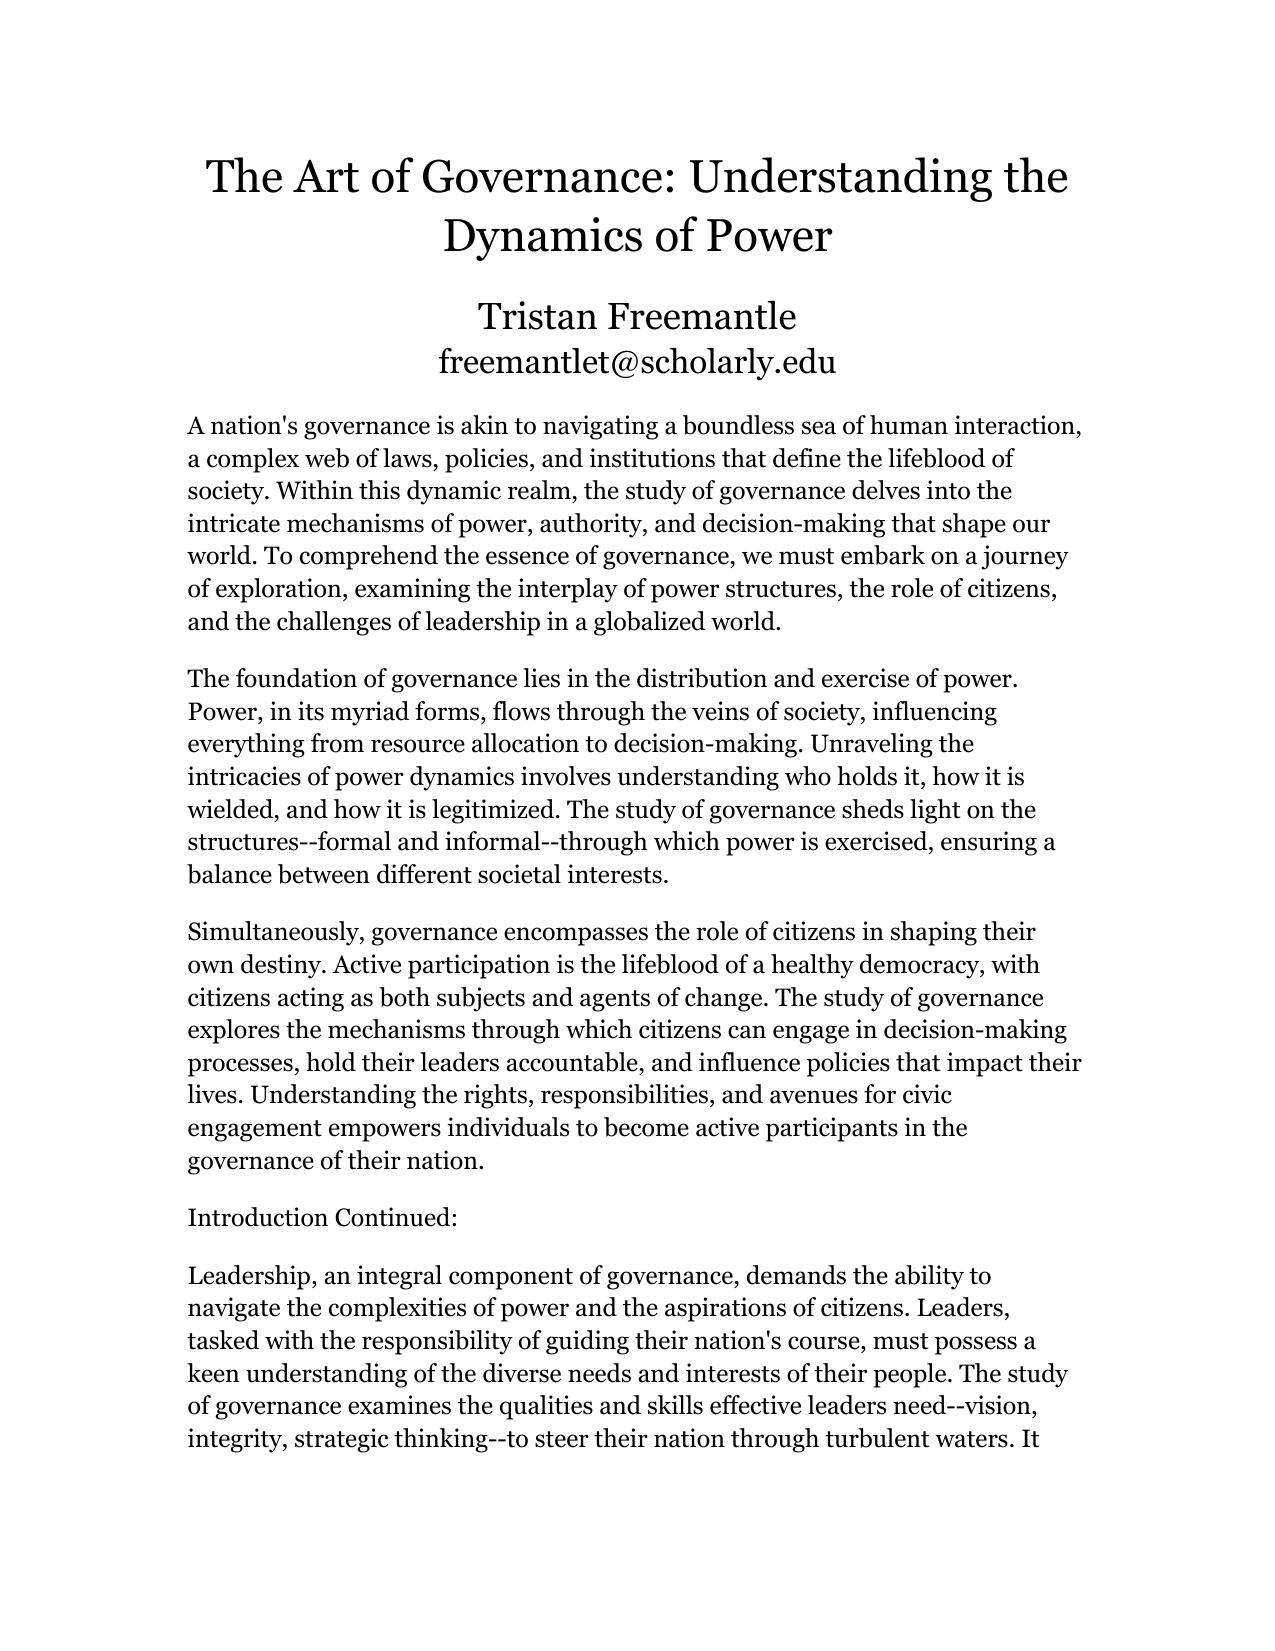 The Art of Governance: Understanding the
Dynamics of Power
Tristan Freemantle
freemantlet@scholarly.edu
A nation's governance is akin to navigating a boundless sea of human interaction,
a complex web of laws, policies, and institutions that define the lifeblood of
society. Within this dynamic realm, the study of governance delves into the
intricate mechanisms of power, authority, and decision-making that shape our
world. To comprehend the essence of governance, we must embark on a journey
of exploration, examining the interplay of power structures, the role of citizens,
and the challenges of leadership in a globalized world.
The foundation of governance lies in the distribution and exercise of power.
Power, in its myriad forms, flows through the veins of society, influencing
everything from resource allocation to decision-making. Unraveling the
intricacies of power dynamics involves understanding who holds it, how it is
wielded, and how it is legitimized. The study of governance sheds light on the
structures--formal and informal--through which power is exercised, ensuring a
balance between different societal interests.
Simultaneously, governance encompasses the role of citizens in shaping their
own destiny. Active participation is the lifeblood of a healthy democracy, with
citizens acting as both subjects and agents of change. The study of governance
explores the mechanisms through which citizens can engage in decision-making
processes, hold their leaders accountable, and influence policies that impact their
lives. Understanding the rights, responsibilities, and avenues for civic
engagement empowers individuals to become active participants in the
governance of their nation.
Introduction Continued:
Leadership, an integral component of governance, demands the ability to
navigate the complexities of power and the aspirations of citizens. Leaders,
tasked with the responsibility of guiding their nation's course, must possess a
keen understanding of the diverse needs and interests of their people. The study
of governance examines the qualities and skills effective leaders need--vision,
integrity, strategic thinking--to steer their nation through turbulent waters. It